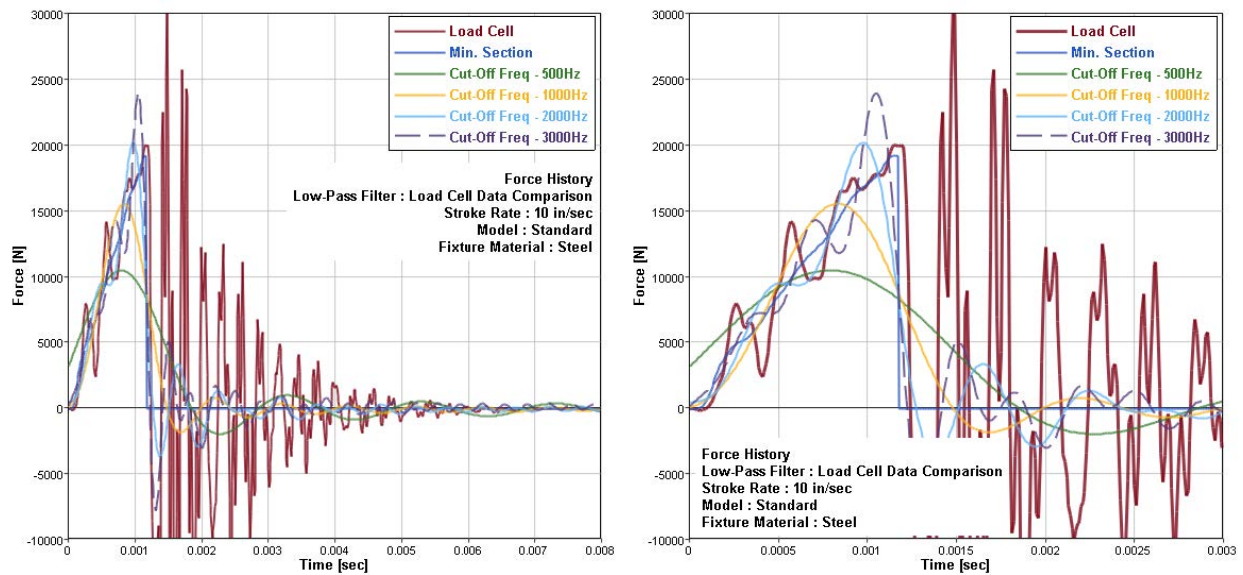 30000
25000
20000
15000
10000
5000
0
-5000
-10000
Force [N]
0
0.001
0.002
0.003
0.004
0.005
0.006
0.007
0.008
Time [sec]
Load Cell
Min. Section
Cut-Off Freq - 500Hz
Cut-Off Freq - 1000Hz
Cut-Off Freq - 2000Hz
Cut-Off Freq - 3000Hz
Force History
Low-Pass Filter : Load Cell Data Comparison
Stroke Rate : 10 in/sec
Model : Standard
Fixture Material : Steel
30000
25000
20000
15000
10000
5000
0
-5000
-10000
Force [N]
0
0.0005
0.001
0.0015
0.002
0.0025
0.003
Time [sec]
Load Cell
Min. Section
Cut-Off Freq - 500Hz
Cut-Off Freq - 1000Hz
Cut-Off Freq - 2000Hz
Cut-Off Freq - 3000Hz
Force History
Low-Pass Filter : Load Cell Data Comparison
Stroke Rate : 10 in/sec
Model : Standard
Fixture Material : Steel